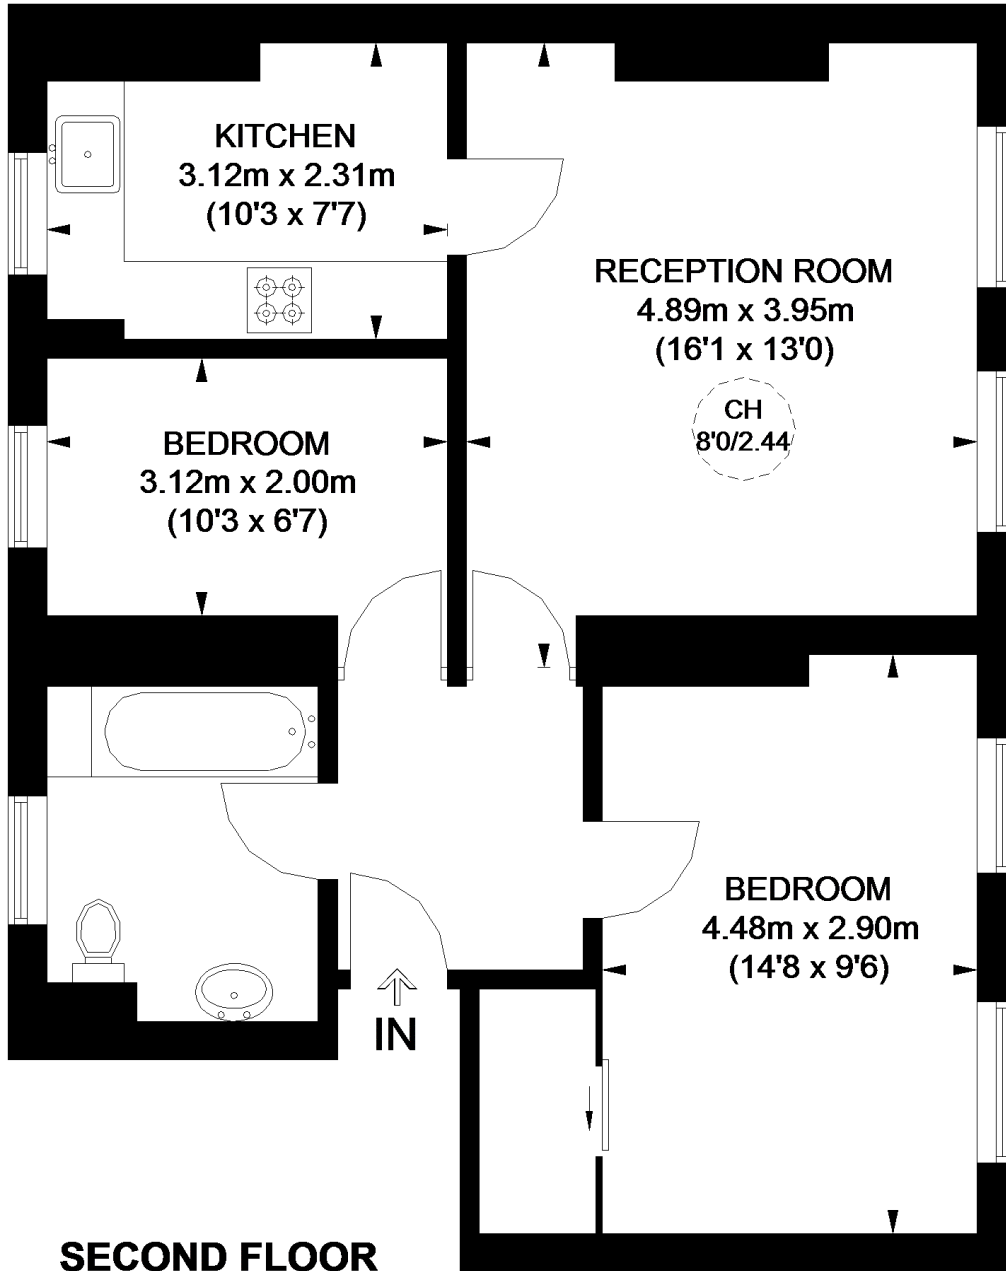 KITCHEN
3.12m x 2.31m
(10'3 x 7'7)
RECEPTION ROOM
4.89m x 3.95m
(16'1 x 13'0)
CH
8'0/2.44
BEDROOM
3.12m x 2.00m
(10'3 x 6'7)
BEDROOM
4.48m x 2.90m
(14'8 x 9'6)
IN
SECOND FLOOR